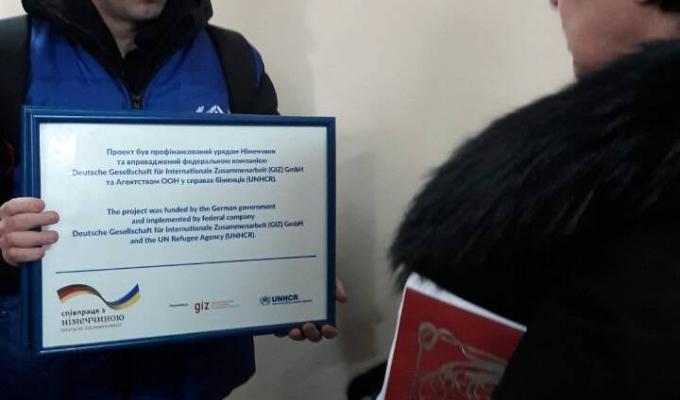 Проект був профінансований урядом Німеччини
та впроваджений федеральною компанією
Deutsche Gesellschaft für Internationale Zusammenarbeit (GIZ) GmbH
та Агентством ООН у справах біженців (UNHCR).
The project was funded by the German government
and implemented by federal company
Deutsche Gesellschaft für Internationale Zusammenarbeit (GIZ) GmbH
and the UN Refugee Agency (UNHCR).
співпраця з
німеччиною
DEUTSCHE ZUSAMMENARBEIT
giz
UNHCR